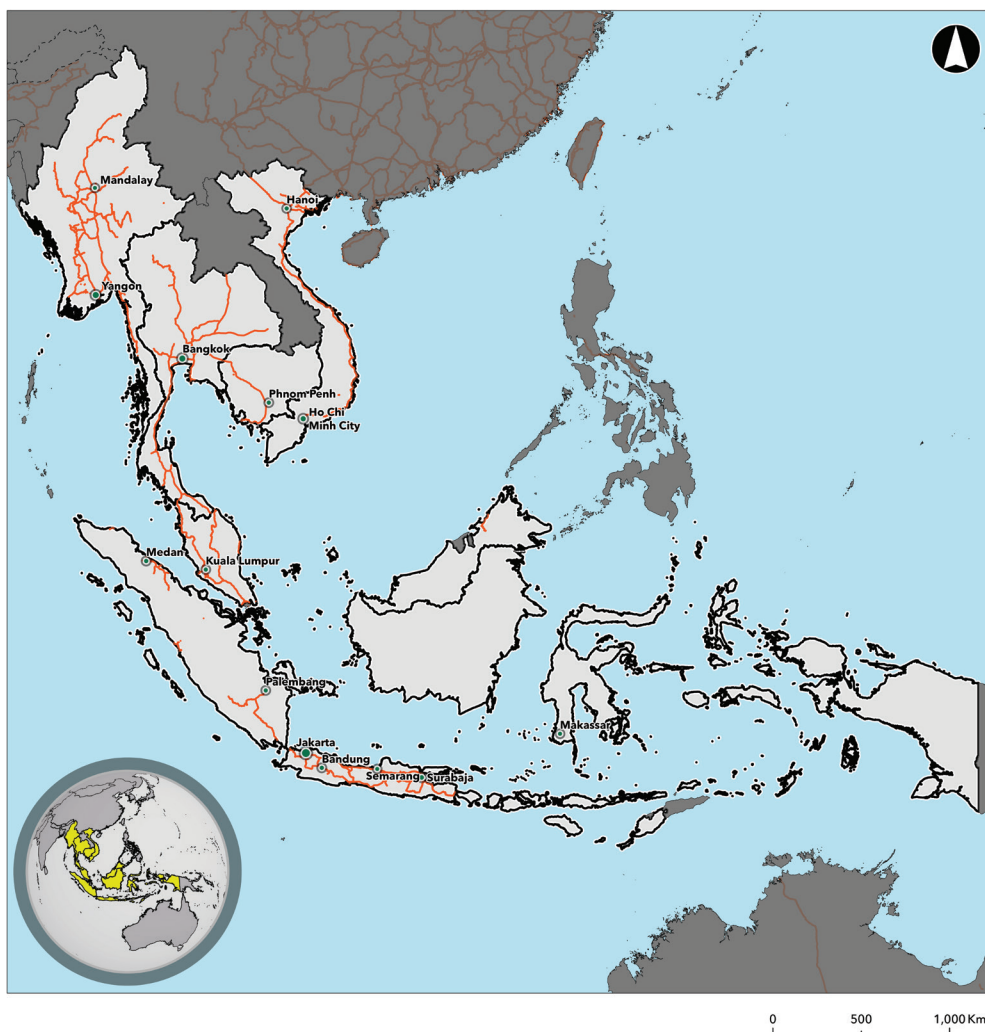 Mandalay
Hanoi
Yangon
Bangkok
Phnom Penh
Ho Chi
Minh City
Medan
Kuala Lumpur
Palembang
Makassar
Jakarta
Bandung
Semarang
Surabaja
0 500 1,000 Km